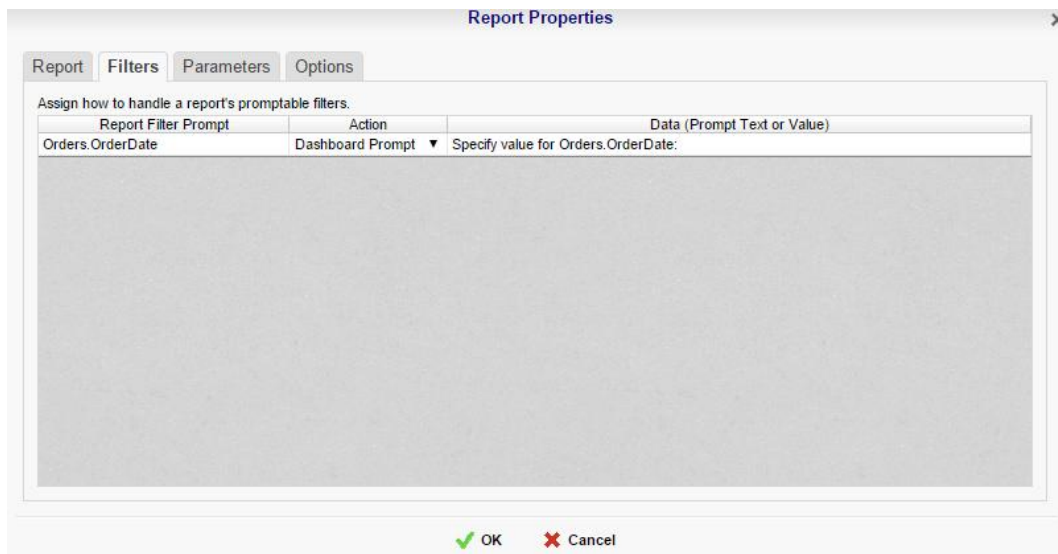 Report Properties
Report Filters Parameters Options
Assign how to handle a report's promptable filters.
Report Filter Prompt Action Data (Prompt Text or Value)
Orders.OrderDate Dashboard Prompt ▼ Specify value for Orders.OrderDate:
OK Cancel